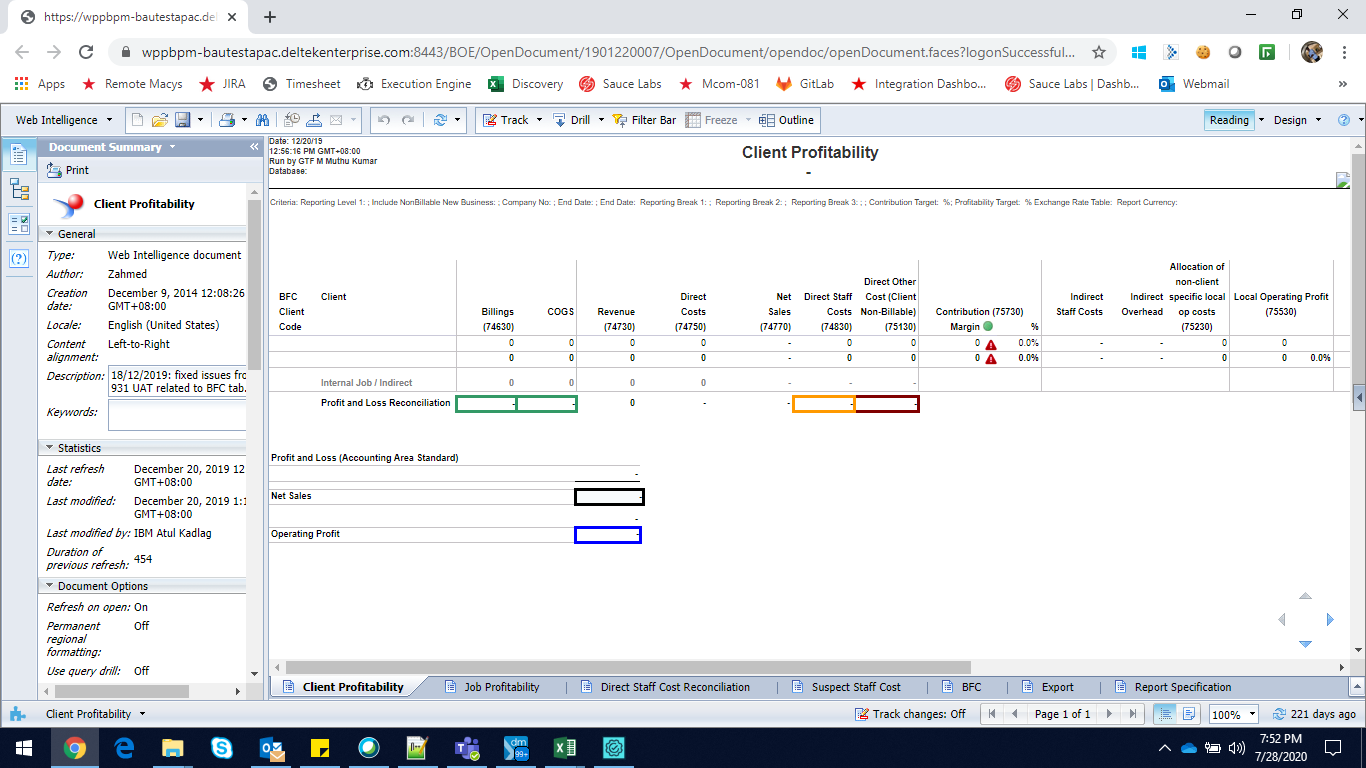 https://wppbpm-bautestapac.del
wppbpm-bautestapac.deltekenterprise.com:8443/BOE/OpenDocument/1901220007/OpenDocument/opendoc/openDocument.faces?logonSuccessful...
Apps Remote Macys JIRA Timesheet Execution Engine Discovery Sauce Labs Mcom-081 GitLab Integration Dashbo... Sauce Labs | Dashb... Webmail
Web Intelligence Track Drill Filter Bar Freeze Outline Reading Design
Document Summary
Print
Client Profitability
General
Type: Web Intelligence document
Author: Zahmed
Creation date: December 9, 2014 12:08:26 GMT+08:00
Locale: English (United States)
Content alignment: Left-to-Right
Description: 18/12/2019: fixed issues fro
931 UAT related to BFC tab.
Keywords:
Statistics
Last refresh date: December 20, 2019 12 GMT+08:00
Last modified: December 20, 2019 1:1 GMT+08:00
Last modified by: IBM Atul Kadlag
Duration of previous refresh: 454
Document Options
Refresh on open: On
Permanent regional formatting: Off
Use query drill: Off
Date: 12/20/19
12:56:16 PM GMT+08:00
Run by GTF M Muthu Kumar
Database:
Client Profitability
-
Criteria: Reporting Level 1: ; Include NonBillable New Business: ; Company No: ; End Date: ; End Date: Reporting Break 1: ; Reporting Break 2: ; Reporting Break 3: ; ; Contribution Target: %; Profitability Target: % Exchange Rate Table: Report Currency:
BFC Client Code
Client
Billings (74630)
COGS
Revenue (74730)
Direct Costs (74750)
Net Sales (74770)
Direct Staff Costs (74830)
Direct Other Cost (Client Non-Billable) (75130)
Contribution (75730)
Margin %
Indirect Staff Costs
Indirect Overhead
Allocation of non-client specific local op costs (75230)
Local Operating Profit (75530)
0 0 0 0 - 0 0 0 0.0% - - 0 0
0 0 0 0 - 0 0 0 0.0% - - 0 0 0.0%
Internal Job / Indirect 0 0 0 0 - - -
Profit and Loss Reconciliation - - 0 - - - -
Profit and Loss (Accounting Area Standard)
-
Net Sales -
-
Operating Profit -
Client Profitability Job Profitability Direct Staff Cost Reconciliation Suspect Staff Cost BFC Export Report Specification
Client Profitability Track changes: Off Page 1 of 1 100% 221 days ago
7:52 PM
7/28/2020